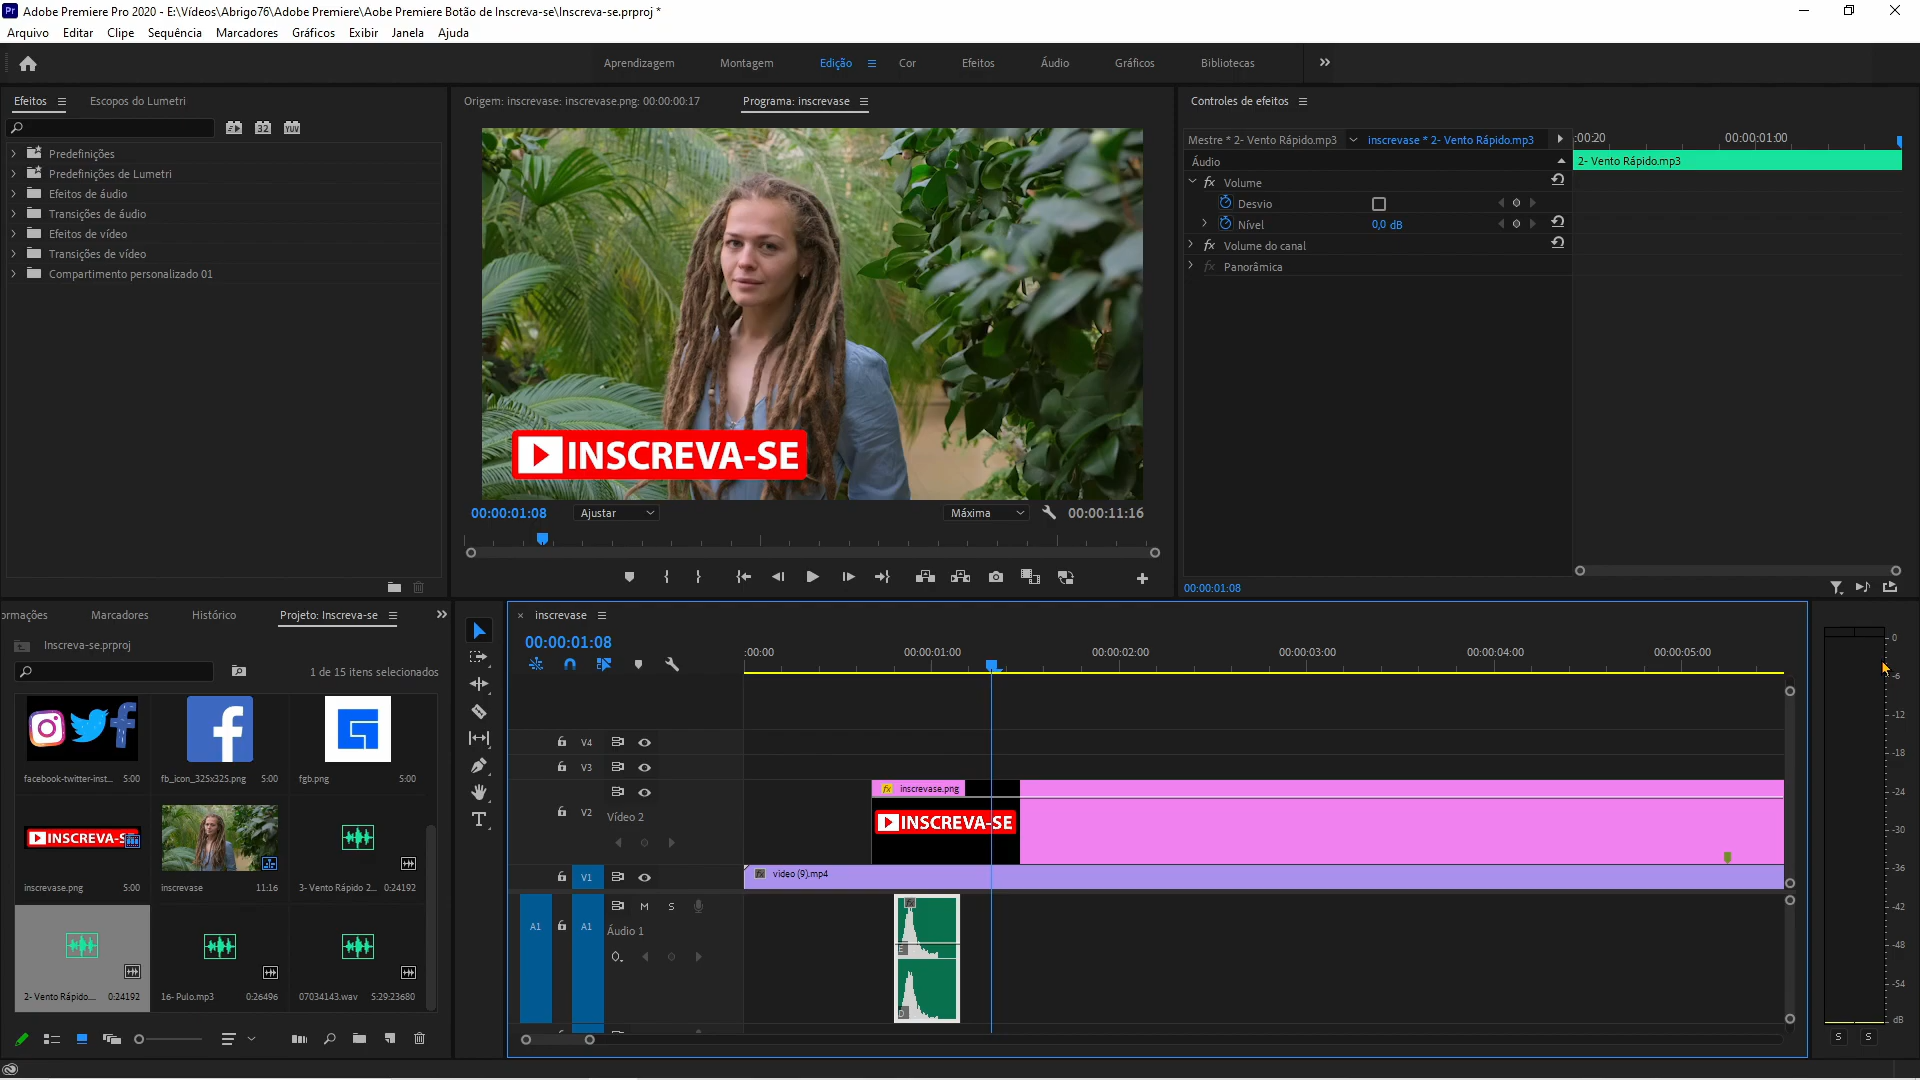 Adobe Premiere Pro 2020 - E:\Vídeos\Abrigo76\Adobe Premiere\Aobe Premiere Botão de Inscreva-se\Inscreva-se.prproj *
Arquivo Editar Clipe Sequência Marcadores Gráficos Exibir Janela Ajuda
Aprendizagem Montagem Edição Cor Efeitos Áudio Gráficos Bibliotecas
Efeitos Escopos do Lumetri
32 YUV
Predefinições
Predefinições de Lumetri
Efeitos de áudio
Transições de áudio
Efeitos de vídeo
Transições de vídeo
Compartimento personalizado 01
Origem: inscrevase: inscrevase.png: 00:00:00:17 Programa: inscrevase
INSCREVA-SE
00:00:01:08 Ajustar Máxima 00:00:11:16
Controles de efeitos
Mestre * 2- Vento Rápido.mp3 inscrevase * 2- Vento Rápido.mp3
:00:20 00:00:01:00
Áudio
2- Vento Rápido.mp3
fx Volume
Desvio
Nível 0,0 dB
fx Volume do canal
fx Panorâmica
00:00:01:08
ormações Marcadores Histórico Projeto: Inscreva-se
Inscreva-se.prproj
1 de 15 itens selecionados
facebook-twitter-inst... 5:00
fb_icon_325x325.png 5:00
fgb.png 5:00
INSCREVA-S
inscrevase.png 5:00
inscrevase 11:16
3- Vento Rápido 2... 0:24192
2- Vento Rápido.... 0:24192
16- Pulo.mp3 0:26496
07034143.wav 5:29:23680
inscrevase
00:00:01:08
:00:00 00:00:01:00 00:00:02:00 00:00:03:00 00:00:04:00 00:00:05:00
V4
V3
V2 Vídeo 2
fx inscrevase.png
INSCREVA-SE
V1
fx video (9).mp4
A1 A1 M S
Áudio 1
E
D
0
-6
-12
-18
-24
-30
-36
-42
-48
-54
dB
S S